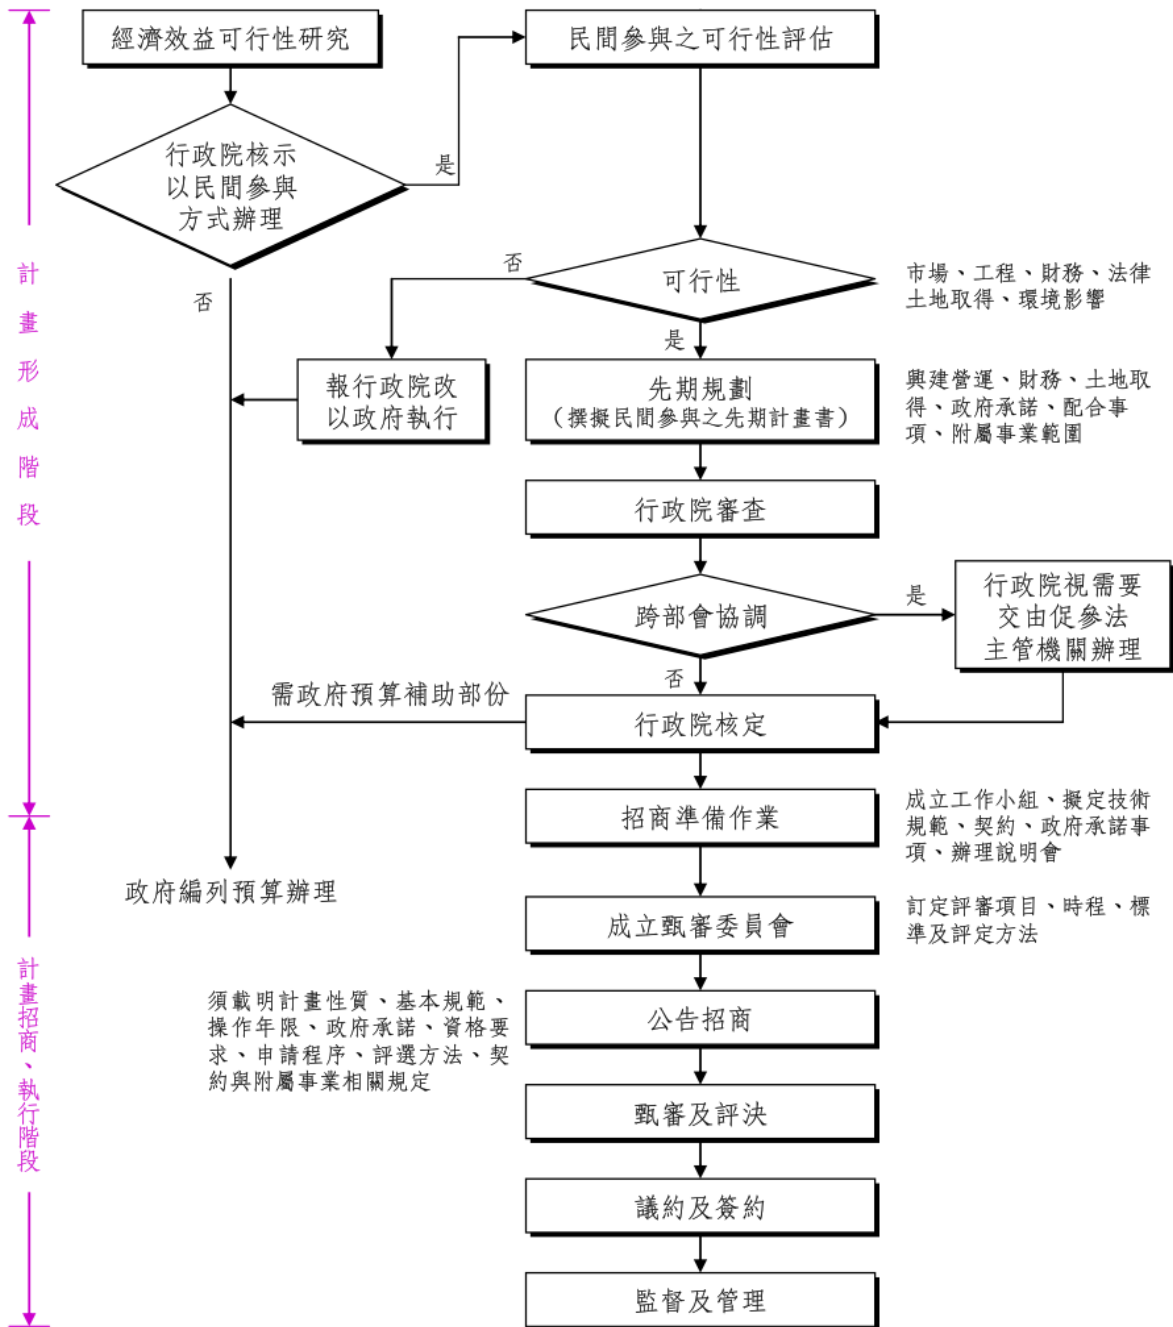 經濟效益可行性研究
民間參與之可行性評估
行政院核示
以民間參與
方式辦理
是
否
計畫形成階段
否
可行性
市場、工程、財務、法律
土地取得、環境影響
是
報行政院改
以政府執行
先期規劃
（撰擬民間參與之先期計畫書）
興建營運、財務、土地取
得、政府承諾、配合事
項、附屬事業範圍
行政院審查
跨部會協調
是
行政院視需要
交由促參法
主管機關辦理
否
需政府預算補助部份
行政院核定
招商準備作業
成立工作小組、擬定技術
規範、契約、政府承諾事
項、辦理說明會
政府編列預算辦理
成立甄審委員會
訂定評審項目、時程、標
準及評定方法
計畫招商、執行階段
須載明計畫性質、基本規範、
操作年限、政府承諾、資格要
求、申請程序、評選方法、契
約與附屬事業相關規定
公告招商
甄審及評決
議約及簽約
監督及管理